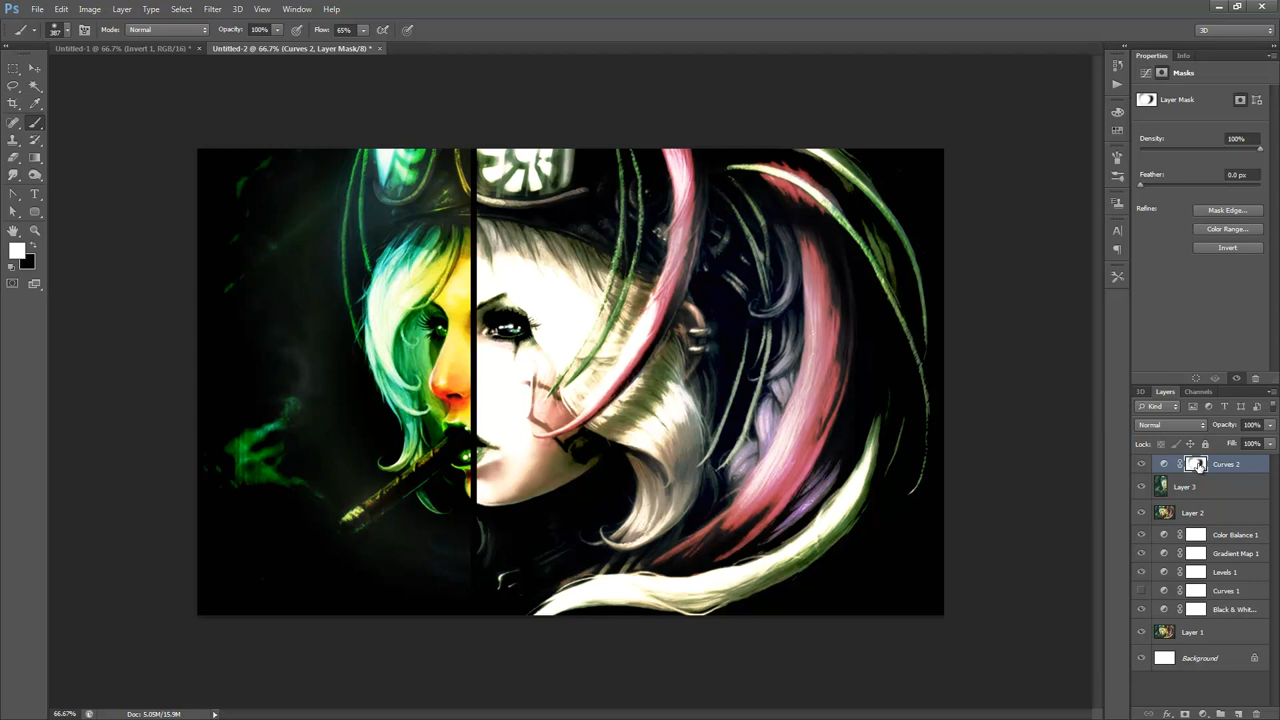 Ps File Edit Image Layer Type Select Filter 3D View Window Help
387 Mode: Normal Opacity: 100% Flow: 65% 3D
Untitled-1 @ 66.7% (Invert 1, RGB/16) * × Untitled-2 @ 66.7% (Curves 2, Layer Mask/8) * ×
Properties Info
Masks
Layer Mask
Density: 100%
Feather: 0.0 px
Refine: Mask Edge...
Color Range...
Invert
3D Layers Channels
Kind
Normal Opacity: 100%
Lock: Fill: 100%
Curves 2
Layer 3
Layer 2
Color Balance 1
Gradient Map 1
Levels 1
Curves 1
Black & Whit...
Layer 1
Background
66.67% Doc: 5.05M/15.9M